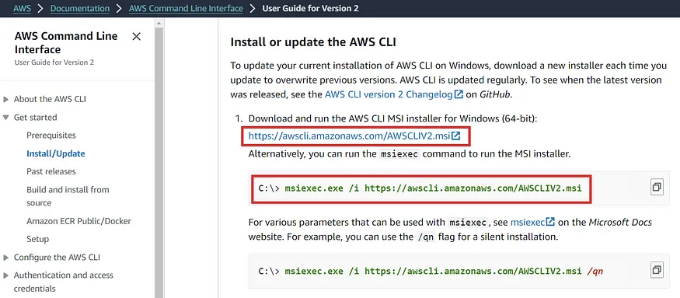 AWS > Documentation > AWS Command Line Interface > User Guide for Version 2
AWS Command Line
Interface
User Guide for Version 2
About the AWS CLI
Get started
Prerequisites
Install/Update
Past releases
Build and install from
source
Amazon ECR Public/Docker
Setup
Configure the AWS CLI
Authentication and access
credentials
Install or update the AWS CLI
To update your current installation of AWS CLI on Windows, download a new installer each time you
update to overwrite previous versions. AWS CLI is updated regularly. To see when the latest version
was released, see the AWS CLI version 2 Changelog on GitHub.
1. Download and run the AWS CLI MSI installer for Windows (64-bit):
https://awscli.amazonaws.com/AWSCLIV2.msi
Alternatively, you can run the msiexec command to run the MSI installer.
C:\> msiexec.exe /i https://awscli.amazonaws.com/AWSCLIV2.msi
For various parameters that can be used with msiexec, see msiexec on the Microsoft Docs
website. For example, you can use the /qn flag for a silent installation.
C:\> msiexec.exe /i https://awscli.amazonaws.com/AWSCLIV2.msi /qn